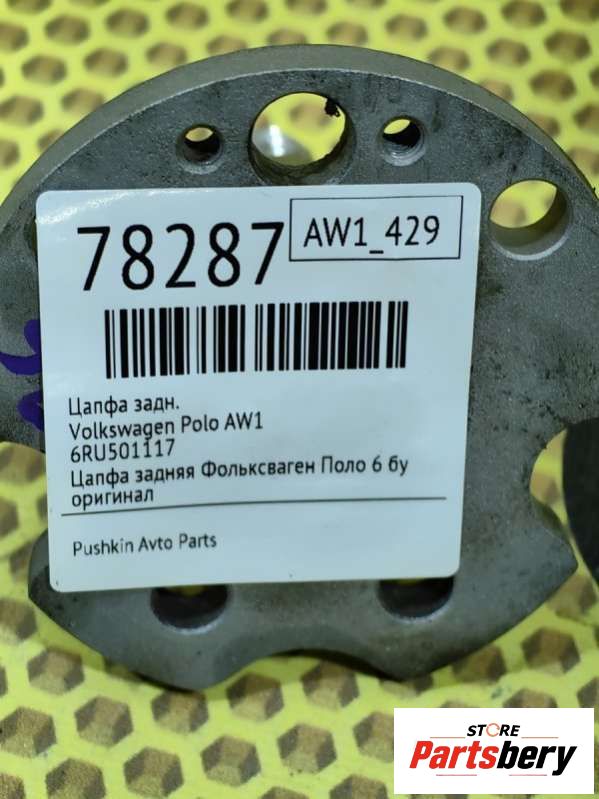 78287
AW1_429
Цапфа задн.
Volkswagen Polo AW1
6RU501117
Цапфа задняя Фольксваген Поло 6 бу
оригинал
Pushkin Avto Parts
STORE
Partsbery